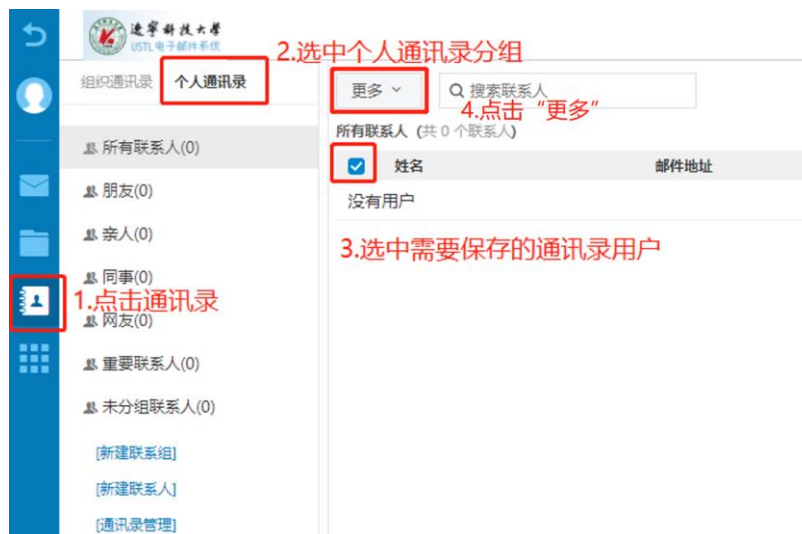 辽宁科技大学
USTL 电子邮件系统
2.选中个人通讯录分组
组织通讯录 个人通讯录
更多
搜索联系人
4.点击“更多”
所有联系人 (共 0 个联系人)
所有联系人(0)
姓名 邮件地址
朋友(0)
没有用户
亲人(0)
3.选中需要保存的通讯录用户
同事(0)
1.点击通讯录
网友(0)
重要联系人(0)
未分组联系人(0)
[新建联系组]
[新建联系人]
[通讯录管理]